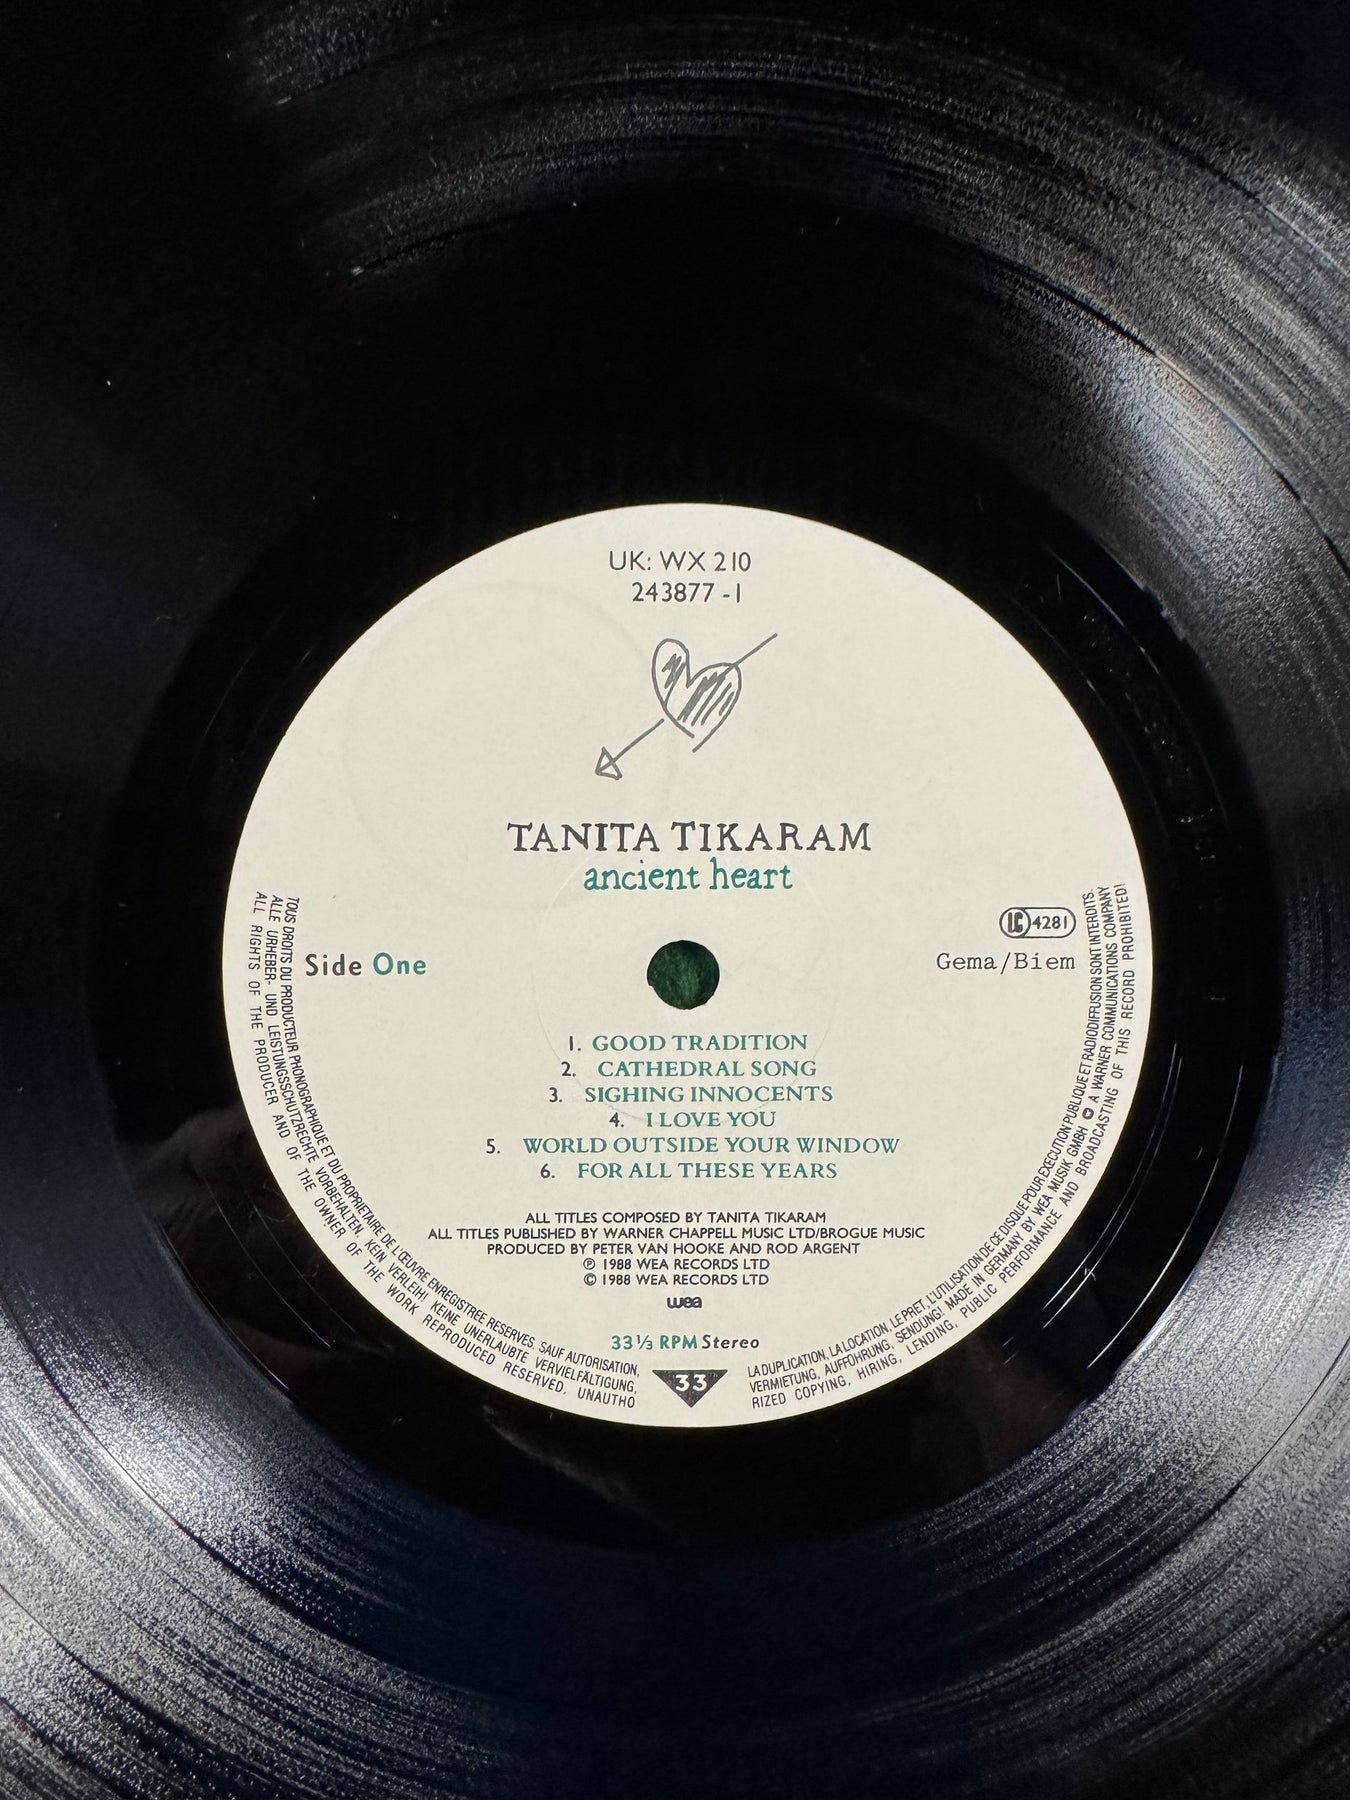 UK: WX 210
243877 -1
TANITA TIKARAM
ancient heart
Side One
LC 4281
Gema/Biem
1. GOOD TRADITION
2. CATHEDRAL SONG
3. SIGHING INNOCENTS
4. I LOVE YOU
5. WORLD OUTSIDE YOUR WINDOW
6. FOR ALL THESE YEARS
ALL TITLES COMPOSED BY TANITA TIKARAM
ALL TITLES PUBLISHED BY WARNER CHAPPELL MUSIC LTD/BROGUE MUSIC
PRODUCED BY PETER VAN HOOKE AND ROD ARGENT
℗ 1988 WEA RECORDS LTD
© 1988 WEA RECORDS LTD
wea
33⅓ RPM Stereo
33
TOUS DROITS DU PRODUCTEUR PHONOGRAPHIQUE ET DU PROPRIETAIRE DE L'ŒUVRE ENREGISTREE RESERVES. SAUF AUTORISATION, LA DUPLICATION, LA LOCATION, LE PRET, L'UTILISATION DE CE DISQUE POUR EXECUTION PUBLIQUE ET RADIODIFFUSION SONT INTERDITS.
ALLE URHEBER- UND LEISTUNGSSCHUTZRECHTE VORBEHALTEN. KEIN VERLEIH! KEINE UNERLAUBTE VERVIELFÄLTIGUNG, VERMIETUNG, AUFFÜHRUNG, SENDUNG! MADE IN GERMANY BY WEA MUSIK GMBH A WARNER COMMUNICATIONS COMPANY
ALL RIGHTS OF THE PRODUCER AND OF THE OWNER OF THE WORK REPRODUCED RESERVED, UNAUTHORIZED COPYING, HIRING, LENDING, PUBLIC PERFORMANCE AND BROADCASTING OF THIS RECORD PROHIBITED!